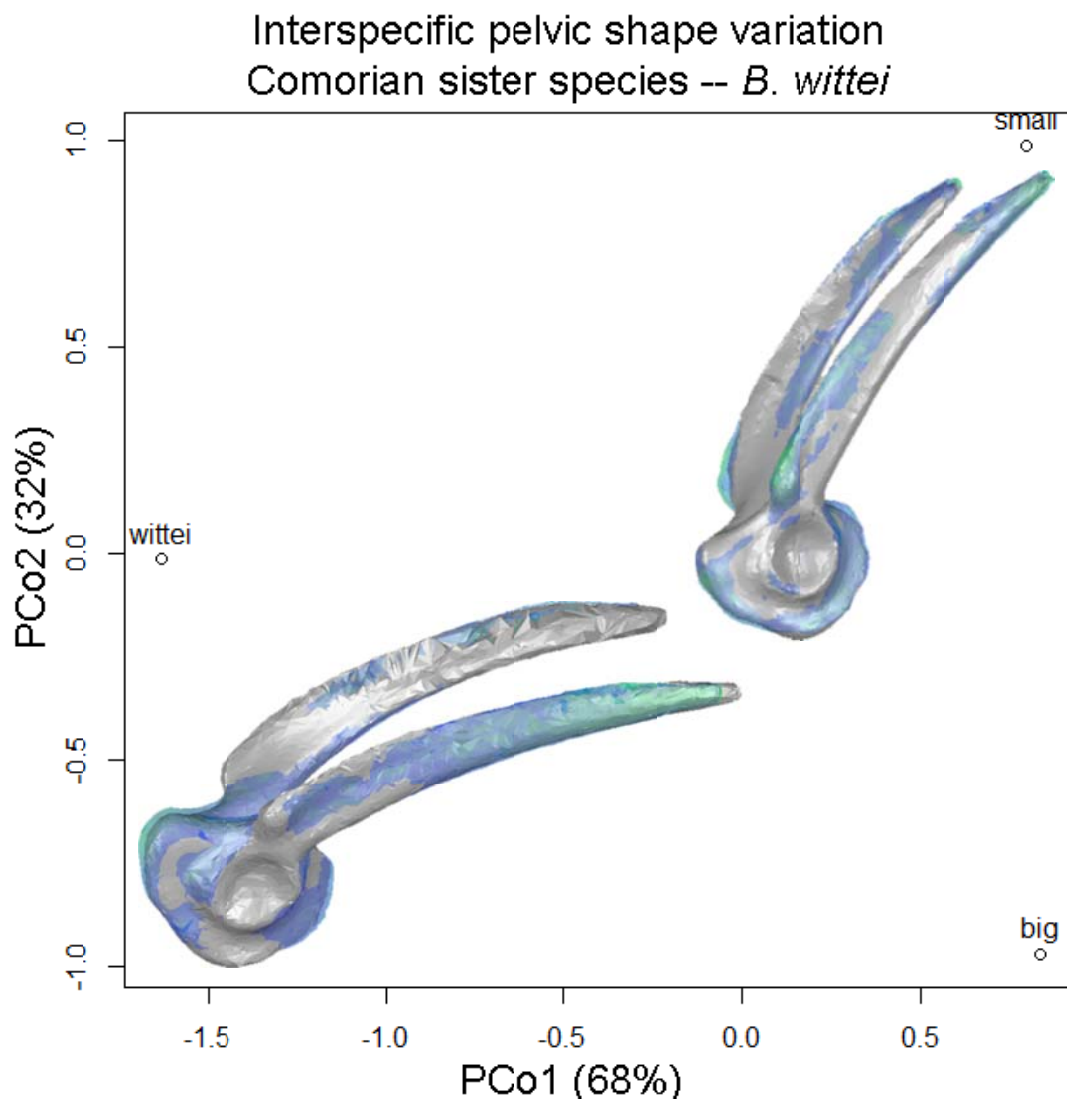 Interspecific pelvic shape variation
Comorian sister species -- B. wittei
small
1.0
0.5
wittei
0.0
PCo2 (32%)
-0.5
big
-1.0
-1.5
-1.0
-0.5
0.0
0.5
PCo1 (68%)